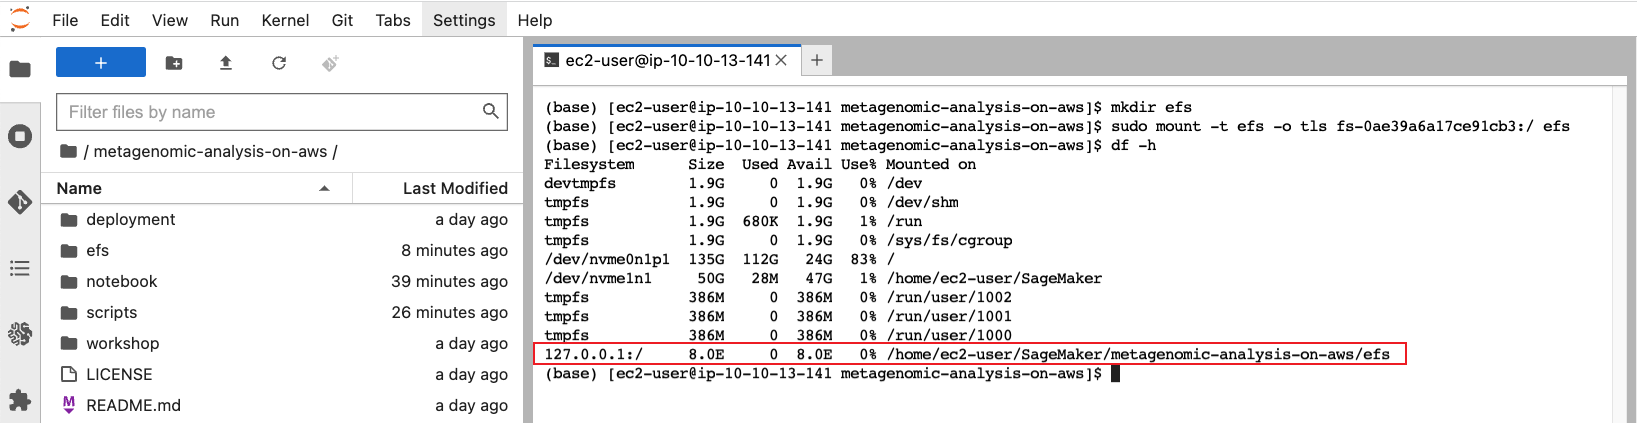 File Edit View Run Kernel Git Tabs Settings Help
+
Filter files by name
/ metagenomic-analysis-on-aws /
Name Last Modified
deployment a day ago
efs 8 minutes ago
notebook 39 minutes ago
scripts 26 minutes ago
workshop a day ago
LICENSE a day ago
README.md a day ago
ec2-user@ip-10-10-13-141 × +
(base) [ec2-user@ip-10-10-13-141 metagenomic-analysis-on-aws]$ mkdir efs
(base) [ec2-user@ip-10-10-13-141 metagenomic-analysis-on-aws]$ sudo mount -t efs -o tls fs-0ae39a6a17ce91cb3:/ efs
(base) [ec2-user@ip-10-10-13-141 metagenomic-analysis-on-aws]$ df -h
Filesystem Size Used Avail Use% Mounted on
devtmpfs 1.9G 0 1.9G 0% /dev
tmpfs 1.9G 0 1.9G 0% /dev/shm
tmpfs 1.9G 680K 1.9G 1% /run
tmpfs 1.9G 0 1.9G 0% /sys/fs/cgroup
/dev/nvme0n1p1 135G 112G 24G 83% /
/dev/nvme1n1 50G 28M 47G 1% /home/ec2-user/SageMaker
tmpfs 386M 0 386M 0% /run/user/1002
tmpfs 386M 0 386M 0% /run/user/1001
tmpfs 386M 0 386M 0% /run/user/1000
127.0.0.1:/ 8.0E 0 8.0E 0% /home/ec2-user/SageMaker/metagenomic-analysis-on-aws/efs
(base) [ec2-user@ip-10-10-13-141 metagenomic-analysis-on-aws]$